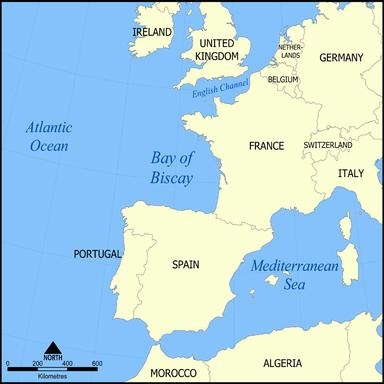 IRELAND
UNITED
KINGDOM
NETHER-
LANDS
GERMANY
BELGIUM
English Channel
Atlantic
Ocean
Bay of
Biscay
FRANCE
SWITZERLAND
ITALY
PORTUGAL
SPAIN
Mediterranean
Sea
NORTH
0 200 400 600
Kilometres
MOROCCO
ALGERIA